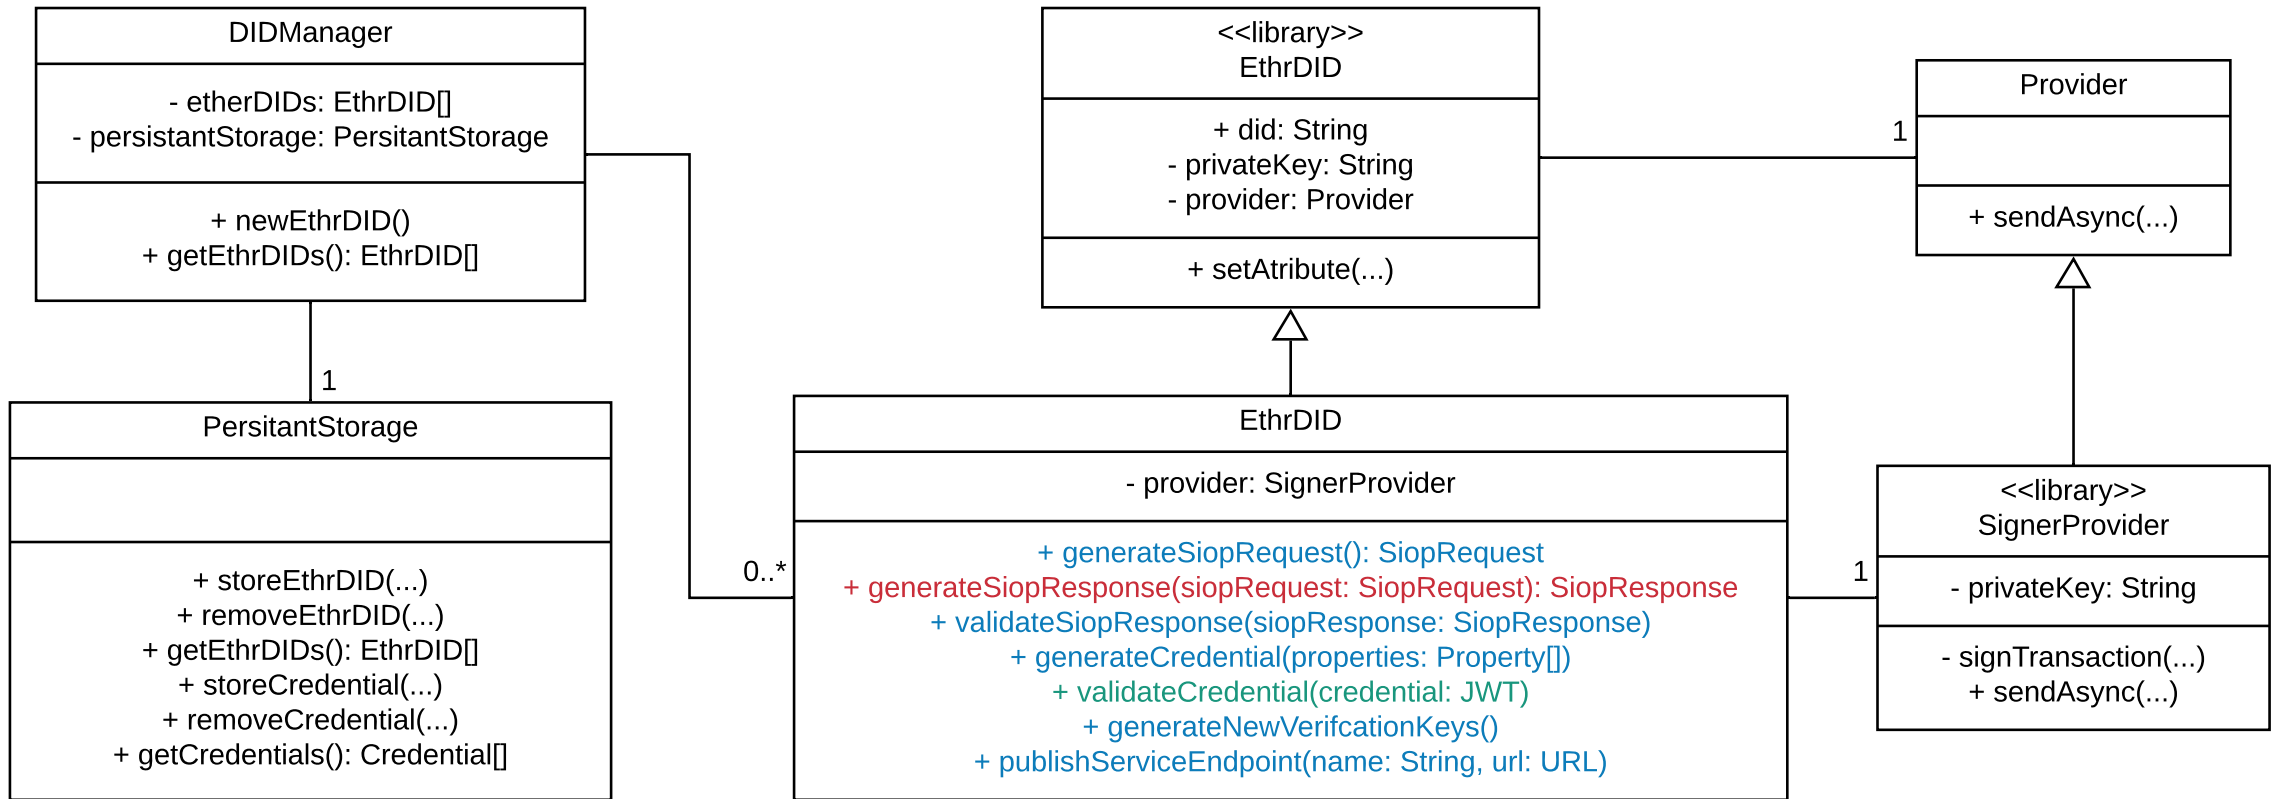 DIDManager
- etherDIDs: EthrDID[]
- persistantStorage: PersitantStorage
+ newEthrDID()
+ getEthrDIDs(): EthrDID[]
1
PersitantStorage
+ storeEthrDID(...)
+ removeEthrDID(...)
+ getEthrDIDs(): EthrDID[]
+ storeCredential(...)
+ removeCredential(...)
+ getCredentials(): Credential[]
0..*
<<library>>
EthrDID
+ did: String
- privateKey: String
- provider: Provider
+ setAtribute(...)
1
Provider
+ sendAsync(...)
EthrDID
- provider: SignerProvider
+ generateSiopRequest(): SiopRequest
+ generateSiopResponse(siopRequest: SiopRequest): SiopResponse
+ validateSiopResponse(siopResponse: SiopResponse)
+ generateCredential(properties: Property[])
+ validateCredential(credential: JWT)
+ generateNewVerifcationKeys()
+ publishServiceEndpoint(name: String, url: URL)
1
<<library>>
SignerProvider
- privateKey: String
- signTransaction(...)
+ sendAsync(...)